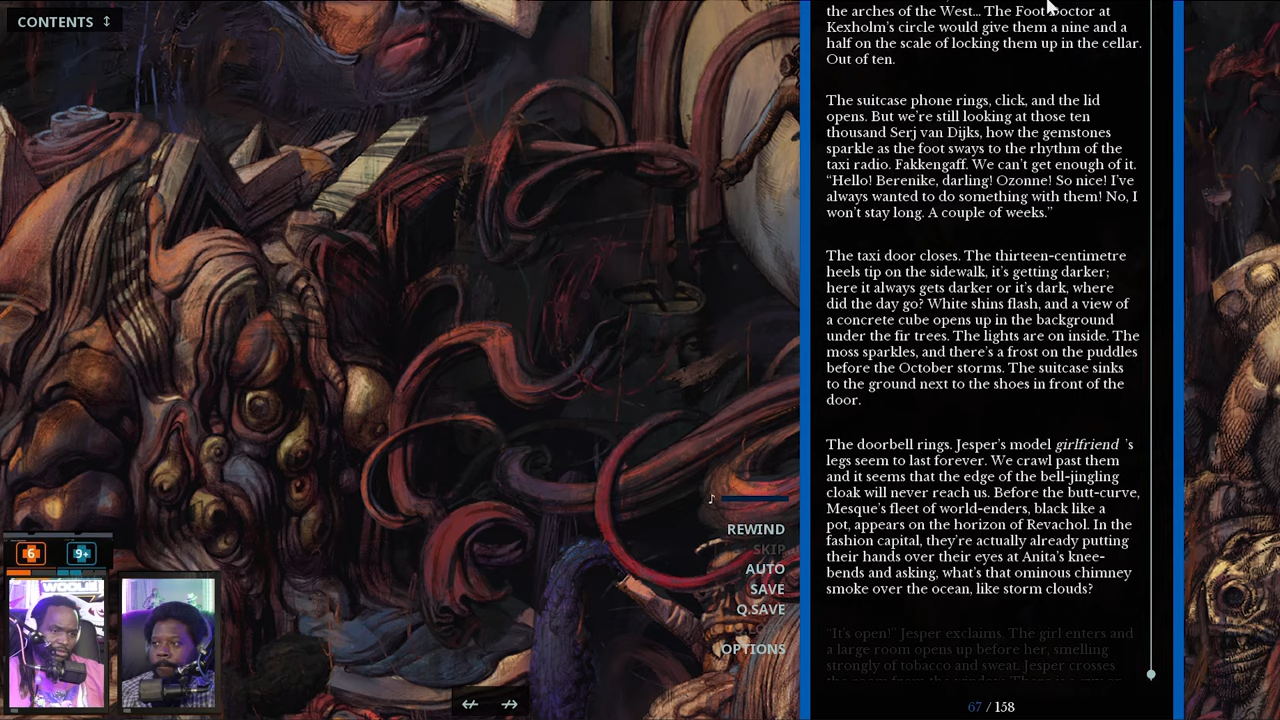 CONTENTS
the arches of the West… The Foot Doctor at
Kexholm’s circle would give them a nine and a
half on the scale of locking them up in the cellar.
Out of ten.
The suitcase phone rings, click, and the lid
opens. But we’re still looking at those ten
thousand Serj van Dijks, how the gemstones
sparkle as the foot sways to the rhythm of the
taxi radio. Fakkengaff. We can’t get enough of it.
“Hello! Berenike, darling! Ozonne! So nice! I’ve
always wanted to do something with them! No, I
won’t stay long. A couple of weeks.”
The taxi door closes. The thirteen-centimetre
heels tip on the sidewalk, it’s getting darker;
here it always gets darker or it’s dark, where
did the day go? White shins flash, and a view of
a concrete cube opens up in the background
under the fir trees. The lights are on inside. The
moss sparkles, and there’s a frost on the puddles
before the October storms. The suitcase sinks
to the ground next to the shoes in front of the
door.
The doorbell rings. Jesper’s model girlfriend ’s
legs seem to last forever. We crawl past them
and it seems that the edge of the bell-jingling
cloak will never reach us. Before the butt-curve,
Mesque’s fleet of world-enders, black like a
pot, appears on the horizon of Revachol. In the
fashion capital, they’re actually already putting
their hands over their eyes at Anita’s knee-
bends and asking, what’s that ominous chimney
smoke over the ocean, like storm clouds?
“It’s open!” Jesper exclaims. The girl enters and
a large room opens up before her, smelling
strongly of tobacco and sweat. Jesper crosses
67 / 158
REWIND
SKIP
AUTO
SAVE
Q.SAVE
OPTIONS
6
9+